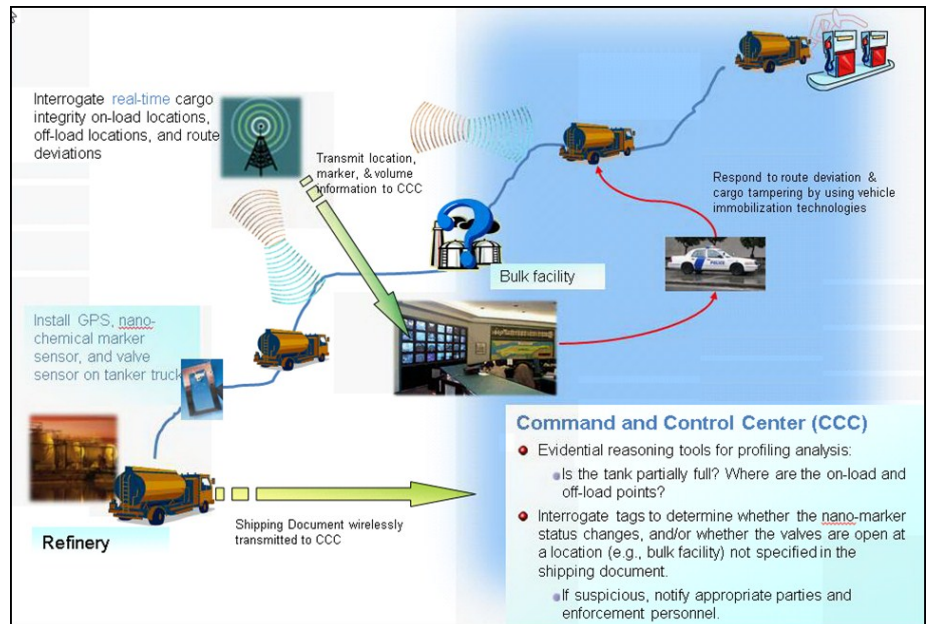 Interrogate real-time cargo
integrity on-load locations,
off-load locations, and route
deviations
Transmit location,
marker, & volume
information to CCC
Respond to route deviation &
cargo tampering by using vehicle
immobilization technologies
Bulk facility
Install GPS, nano-
chemical marker
sensor, and valve
sensor on tanker truck
Refinery
Shipping Document wirelessly
transmitted to CCC
Command and Control Center (CCC)
Evidential reasoning tools for profiling analysis:
Is the tank partially full? Where are the on-load and
off-load points?
Interrogate tags to determine whether the nano-marker
status changes, and/or whether the valves are open at
a location (e.g., bulk facility) not specified in the
shipping document.
If suspicious, notify appropriate parties and
enforcement personnel.
POLICE